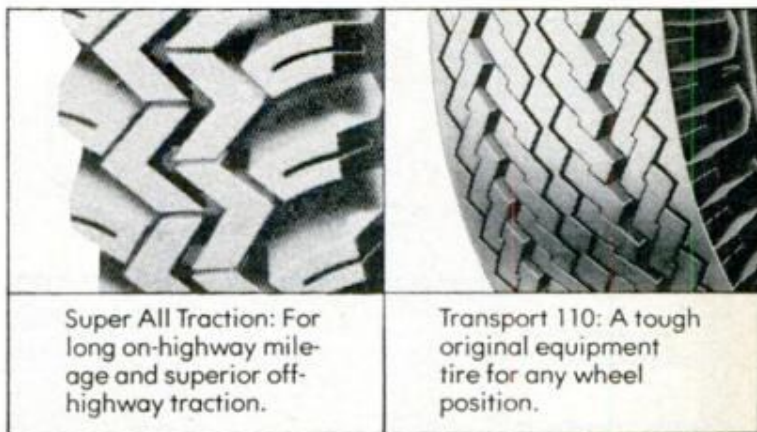 Super All Traction: For
long on-highway mile-
age and superior off-
highway traction.
Transport 110: A tough
original equipment
tire for any wheel
position.